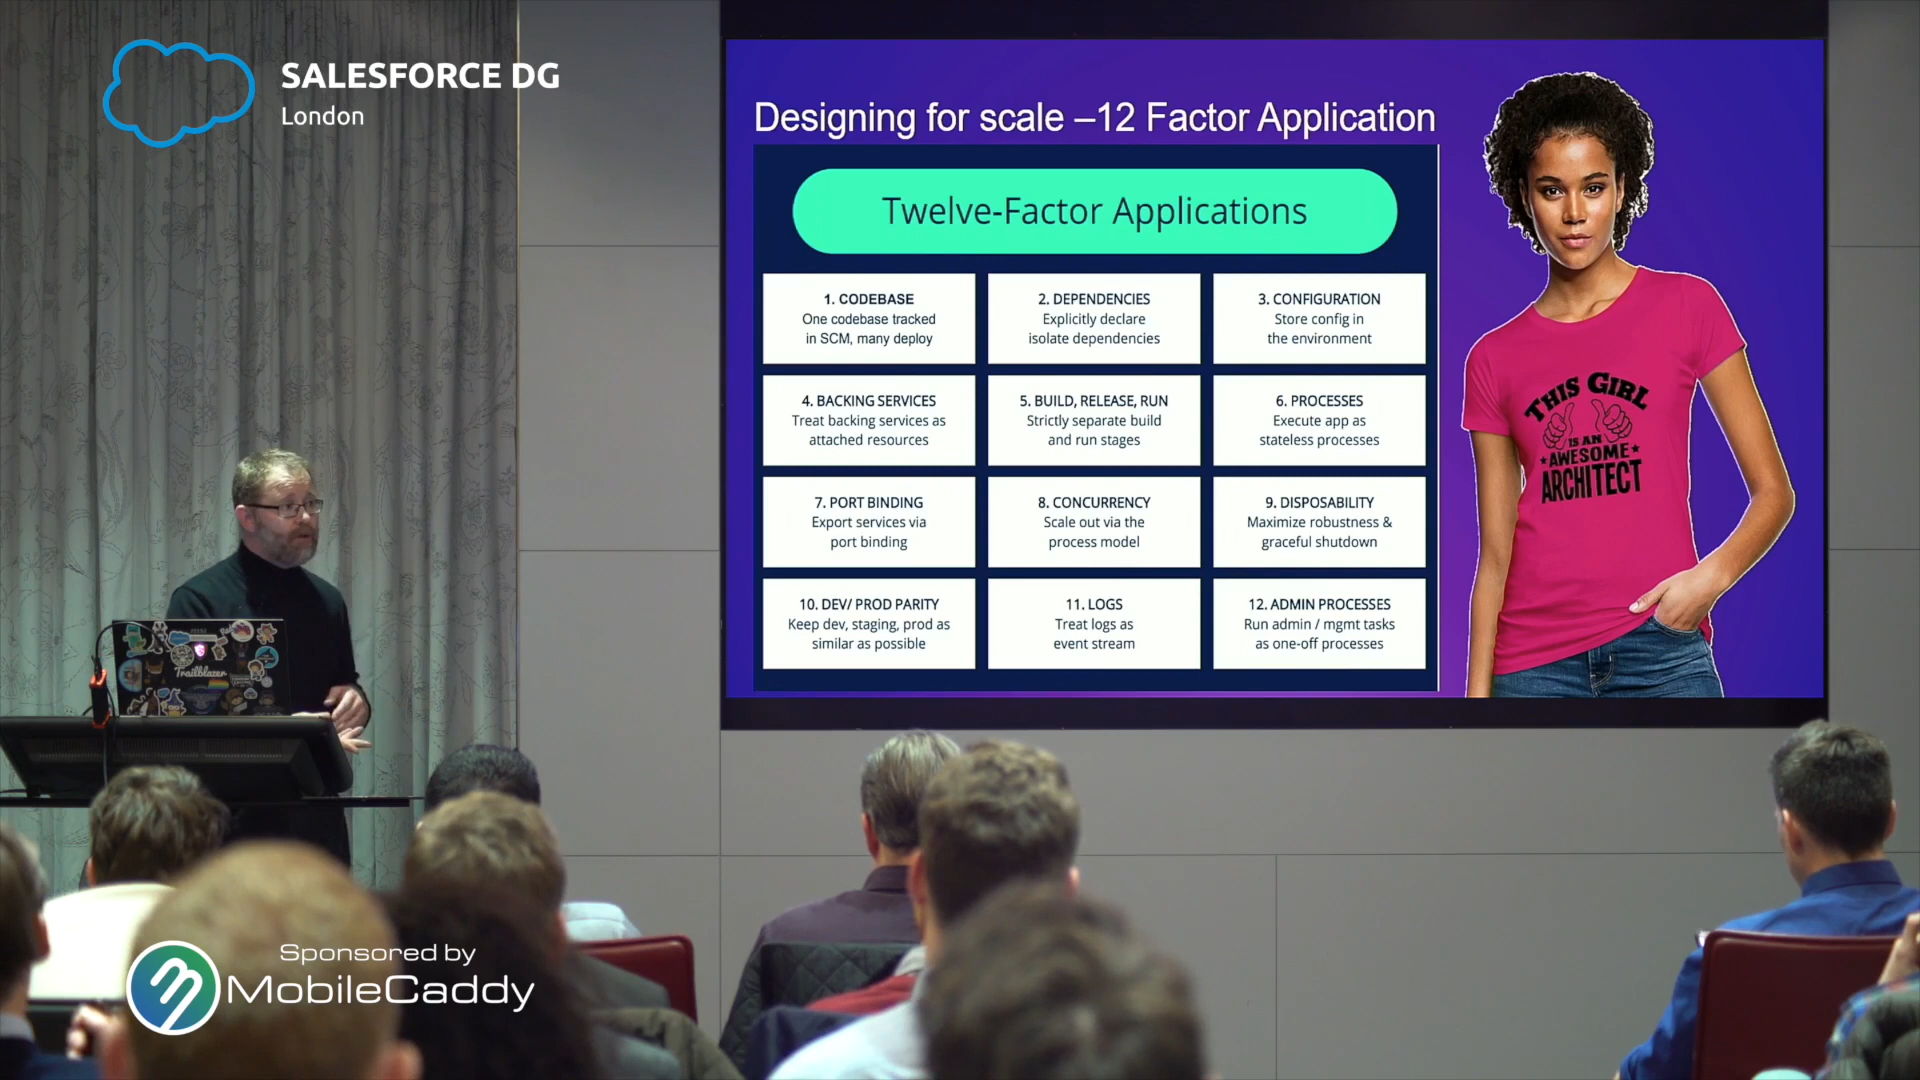 SALESFORCE DG
London
Designing for scale –12 Factor Application
Twelve-Factor Applications
1. CODEBASE
One codebase tracked
in SCM, many deploy
2. DEPENDENCIES
Explicitly declare
isolate dependencies
3. CONFIGURATION
Store config in
the environment
4. BACKING SERVICES
Treat backing services as
attached resources
5. BUILD, RELEASE, RUN
Strictly separate build
and run stages
6. PROCESSES
Execute app as
stateless processes
7. PORT BINDING
Export services via
port binding
8. CONCURRENCY
Scale out via the
process model
9. DISPOSABILITY
Maximize robustness &
graceful shutdown
10. DEV/ PROD PARITY
Keep dev, staging, prod as
similar as possible
11. LOGS
Treat logs as
event stream
12. ADMIN PROCESSES
Run admin / mgmt tasks
as one-off processes
THIS GIRL
IS AN
AWESOME
ARCHITECT
Trailblazer
Sponsored by
MobileCaddy